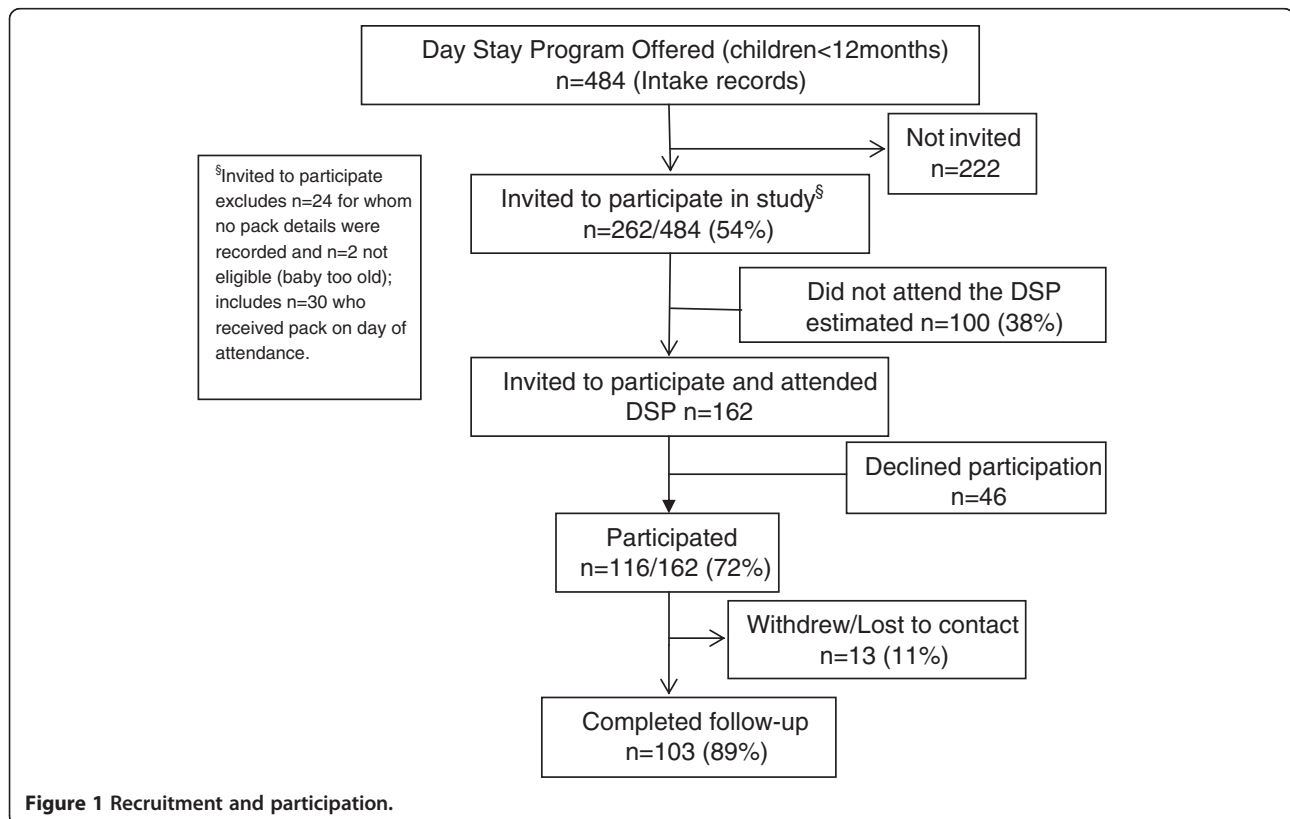 Day Stay Program Offered (children<12months)
n=484 (Intake records)
Not invited
n=222
§Invited to participate
excludes n=24 for whom
no pack details were
recorded and n=2 not
eligible (baby too old);
includes n=30 who
received pack on day of
attendance.
Invited to participate in study§
n=262/484 (54%)
Did not attend the DSP
estimated n=100 (38%)
Invited to participate and attended
DSP n=162
Declined participation
n=46
Participated
n=116/162 (72%)
Withdrew/Lost to contact
n=13 (11%)
Completed follow-up
n=103 (89%)
Figure 1 Recruitment and participation.